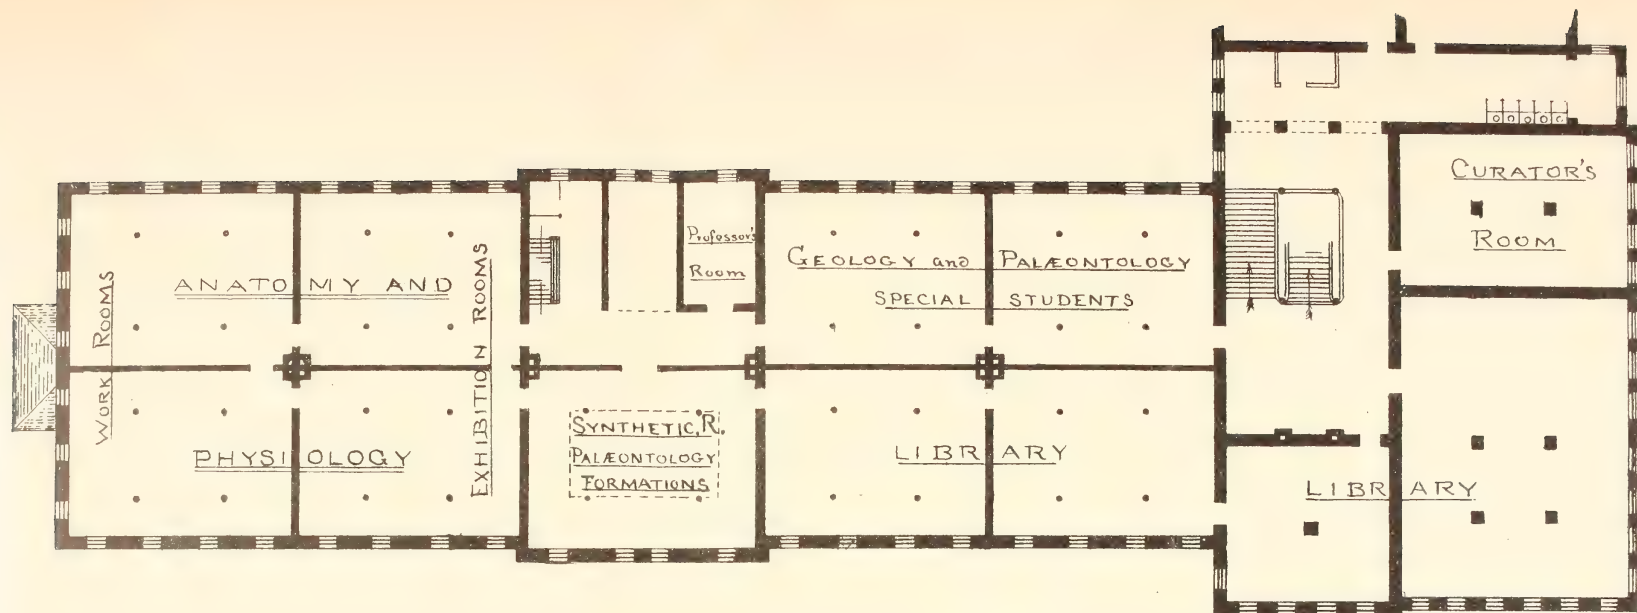 CURATOR'S
ROOM
Professor's
Room
GEOLOGY and PALÆONTOLOGY
SPECIAL STUDENTS
ANATOMY AND
WORK ROOMS
EXHIBITION ROOMS
PHYSIOLOGY
SYNTHETIC, R.
PALÆONTOLOGY
FORMATIONS
LIBRARY
LIBRARY